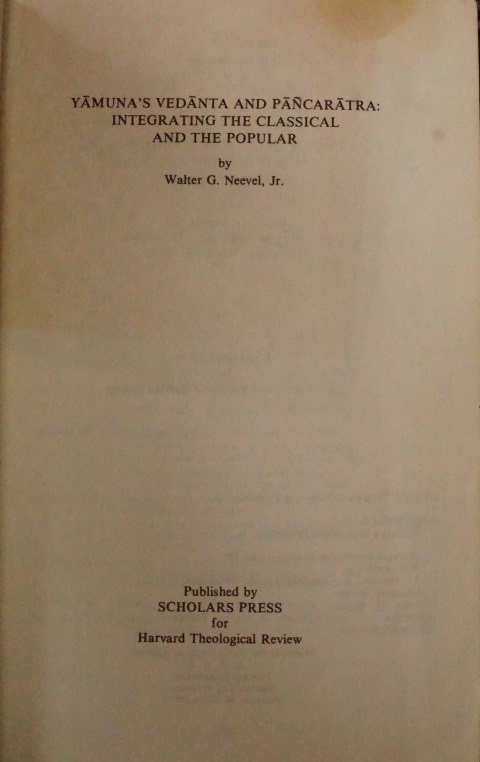 YĀMUNA'S VEDĀNTA AND PĀÑCARĀTRA:
INTEGRATING THE CLASSICAL
AND THE POPULAR
by
Walter G. Neevel, Jr.
Published by
SCHOLARS PRESS
for
Harvard Theological Review